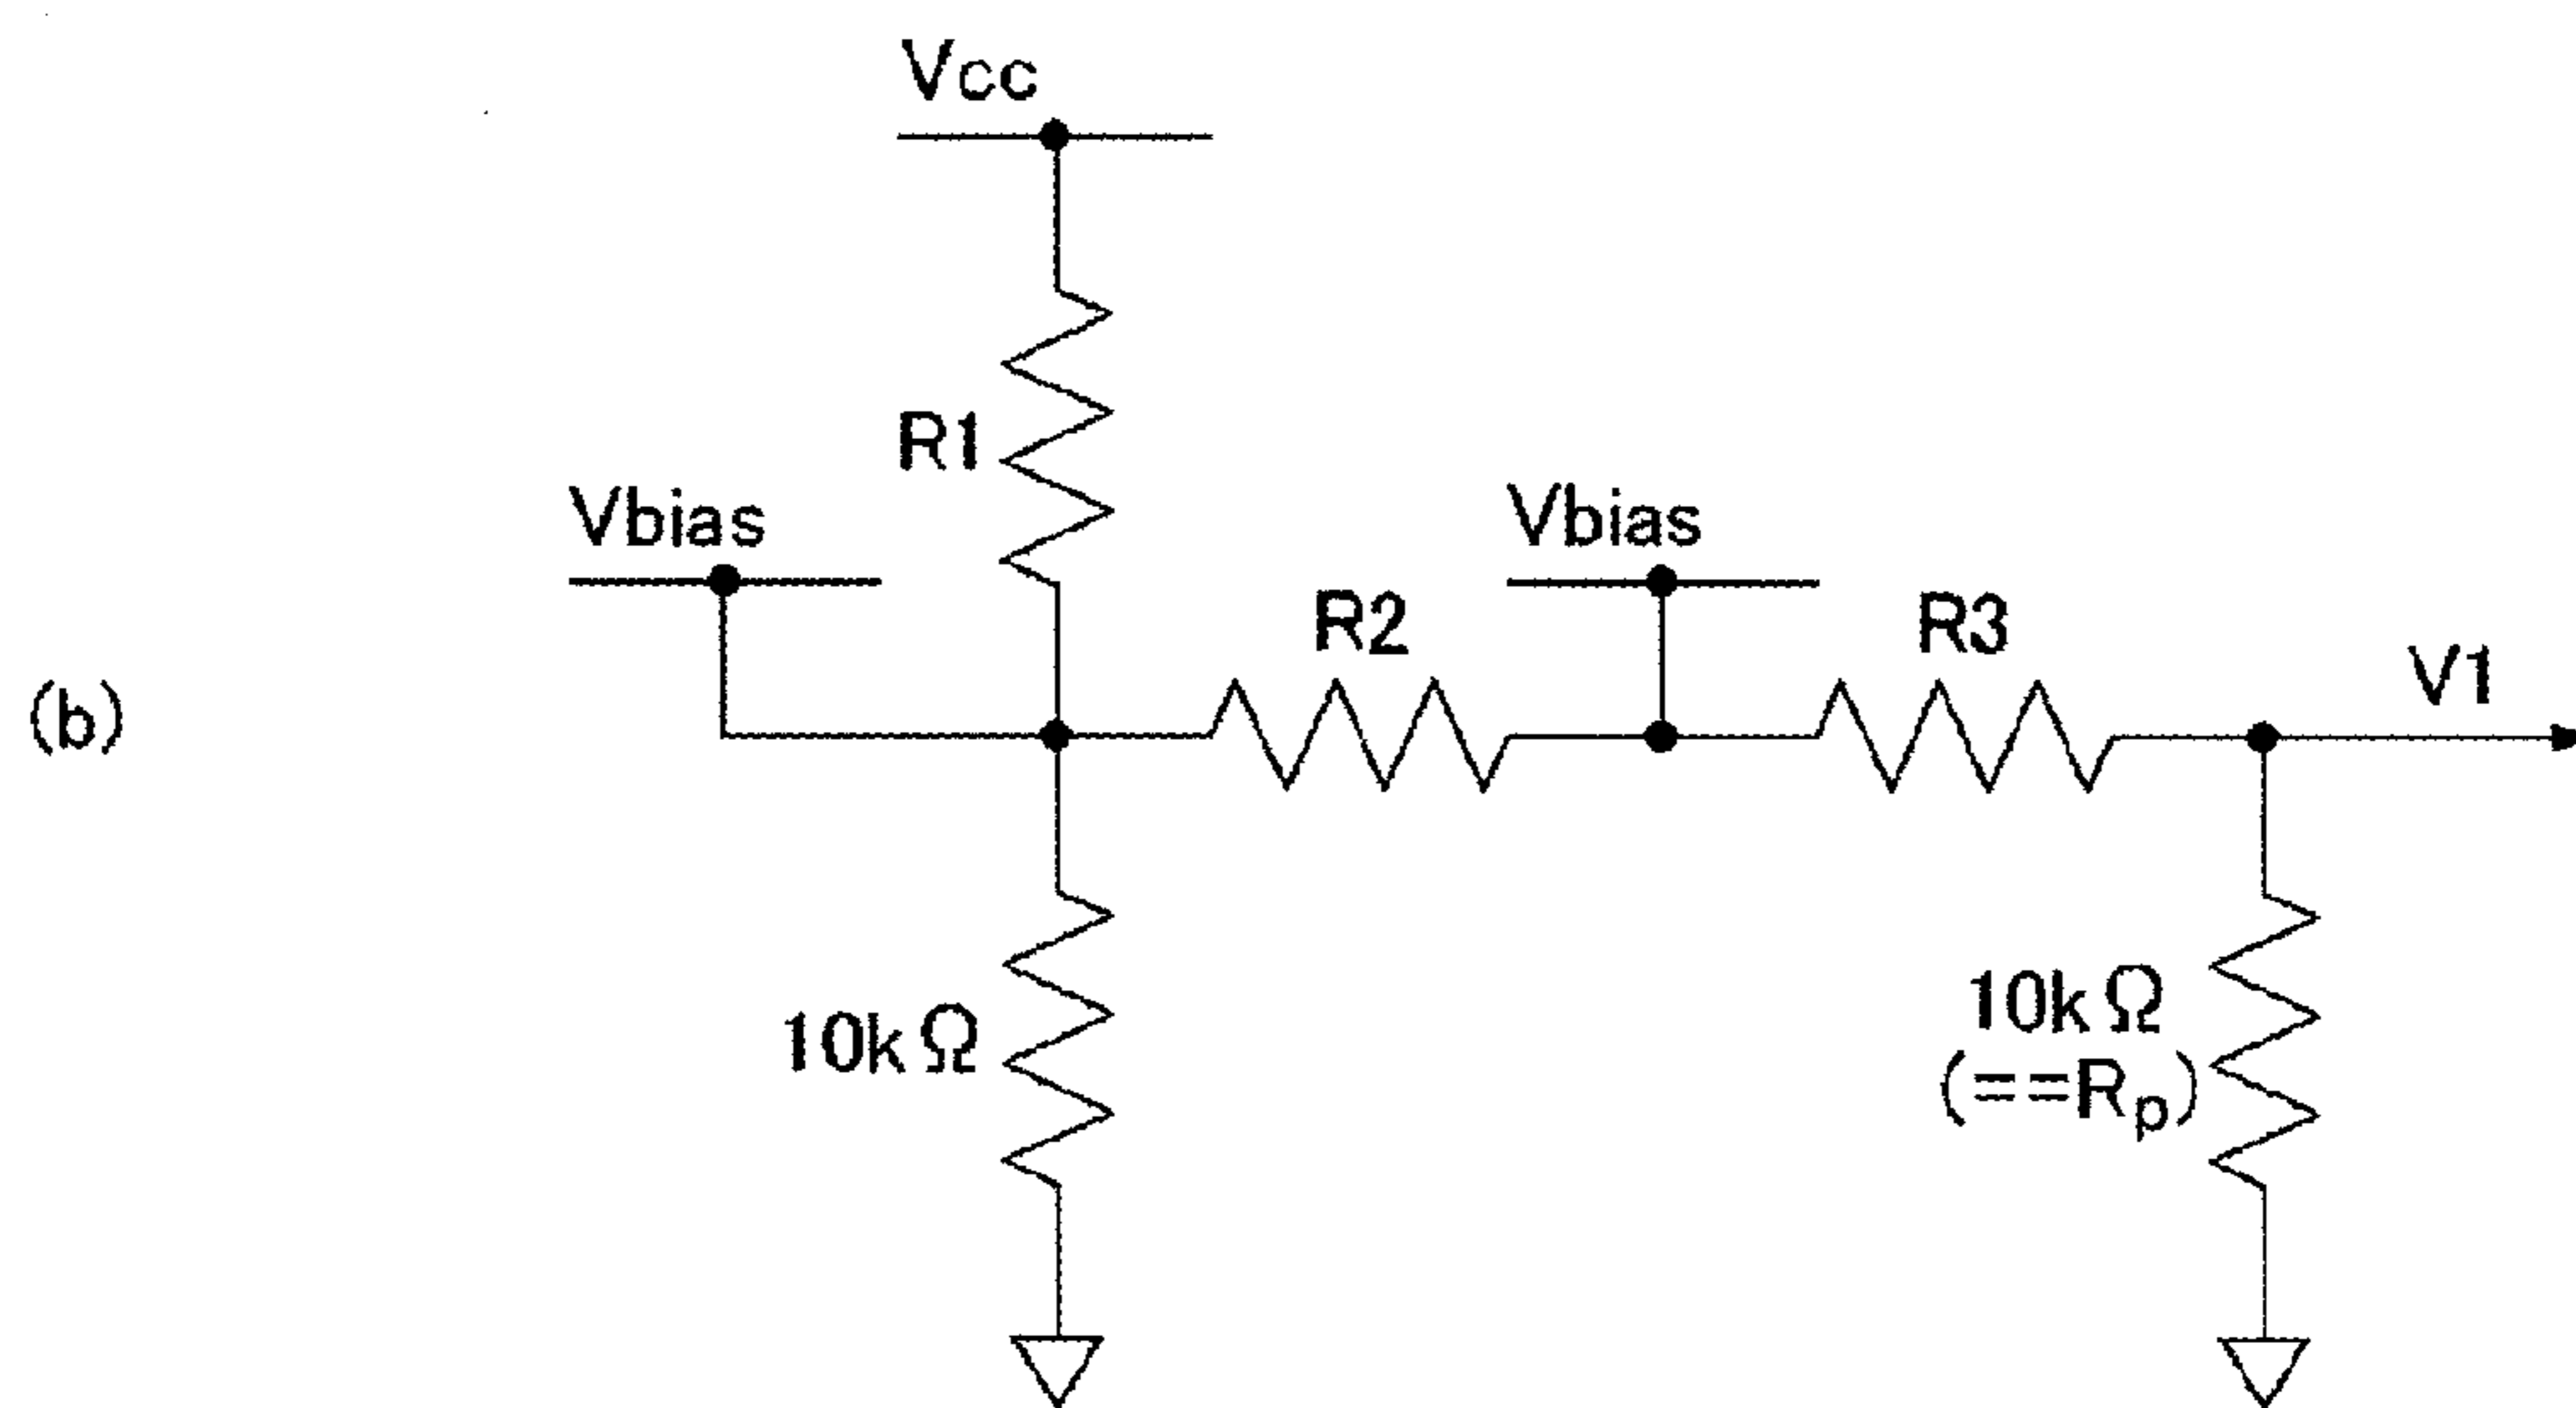 Vcc
R1
Vbias
Vbias
R2
R3
V1
(b)
10kΩ
10kΩ
(==Rp)